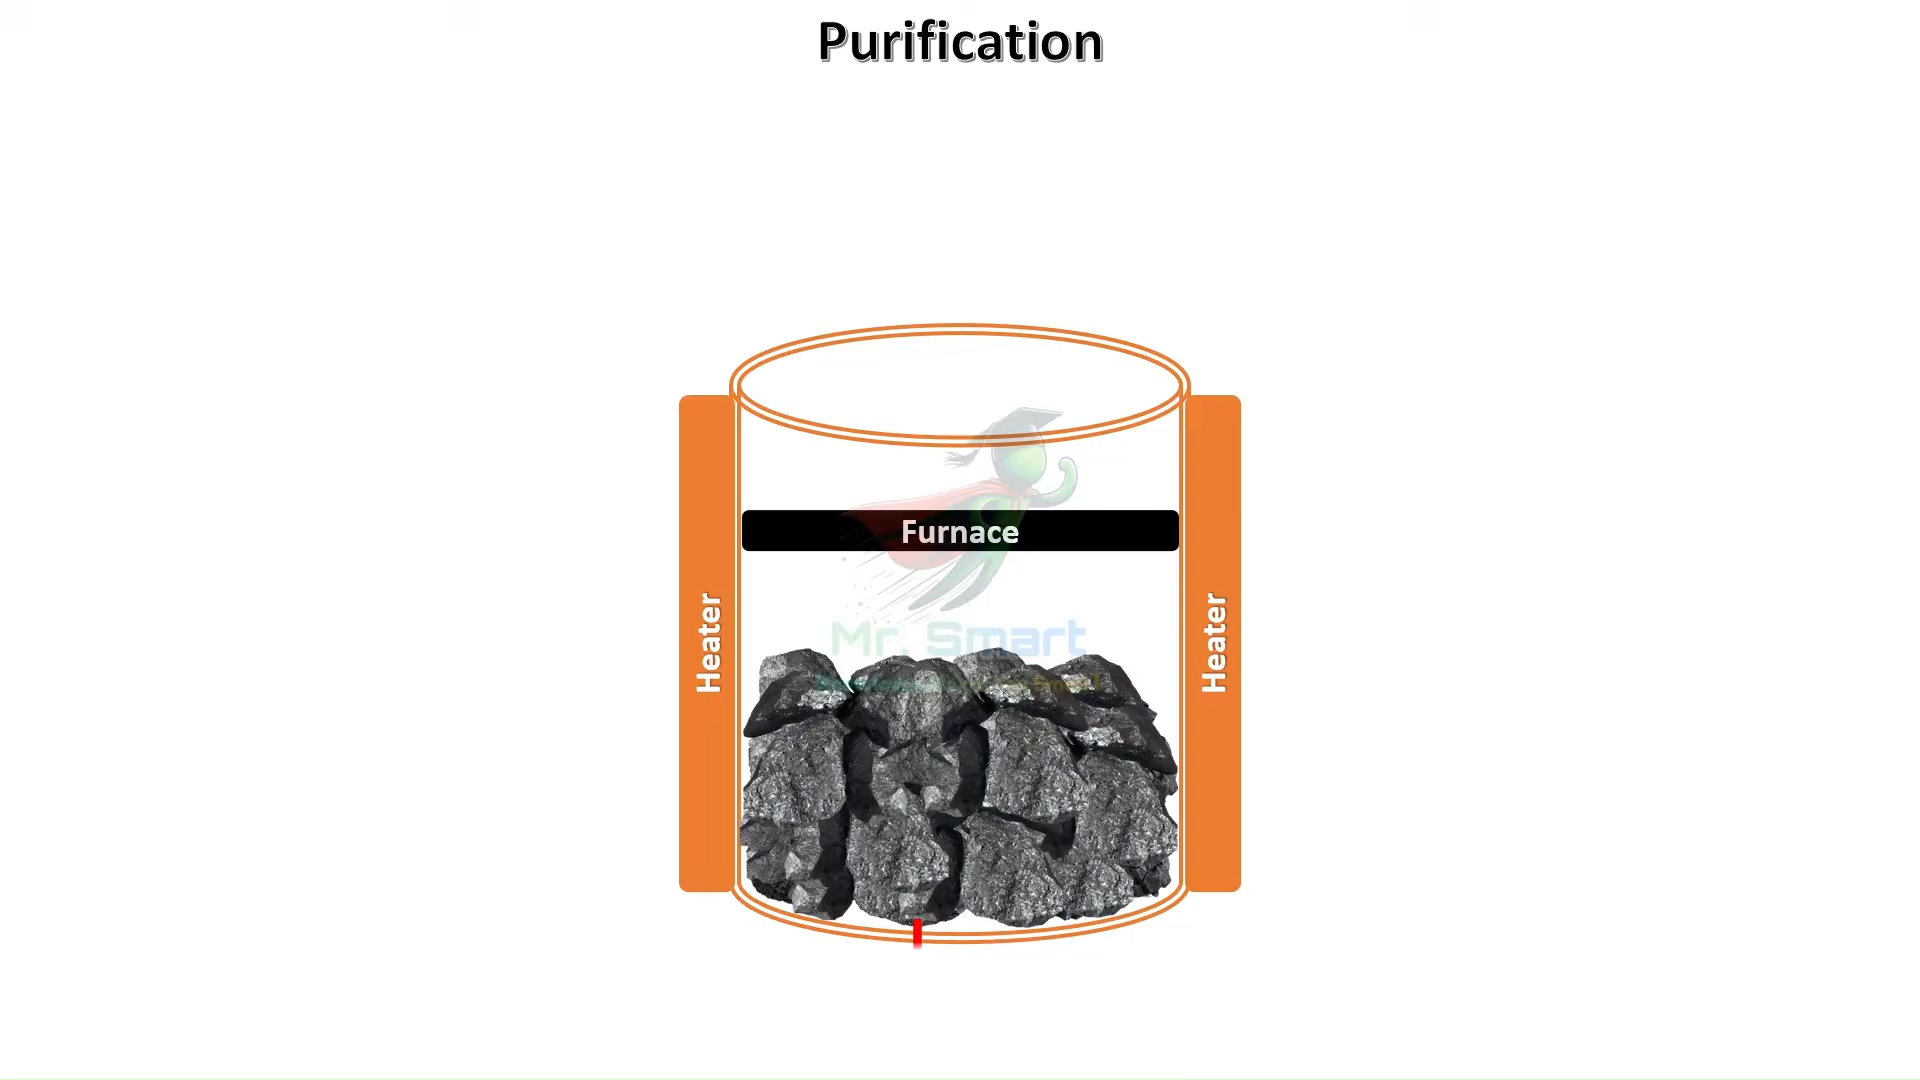 Purification
Furnace
Heater
Heater
Mr. Smart